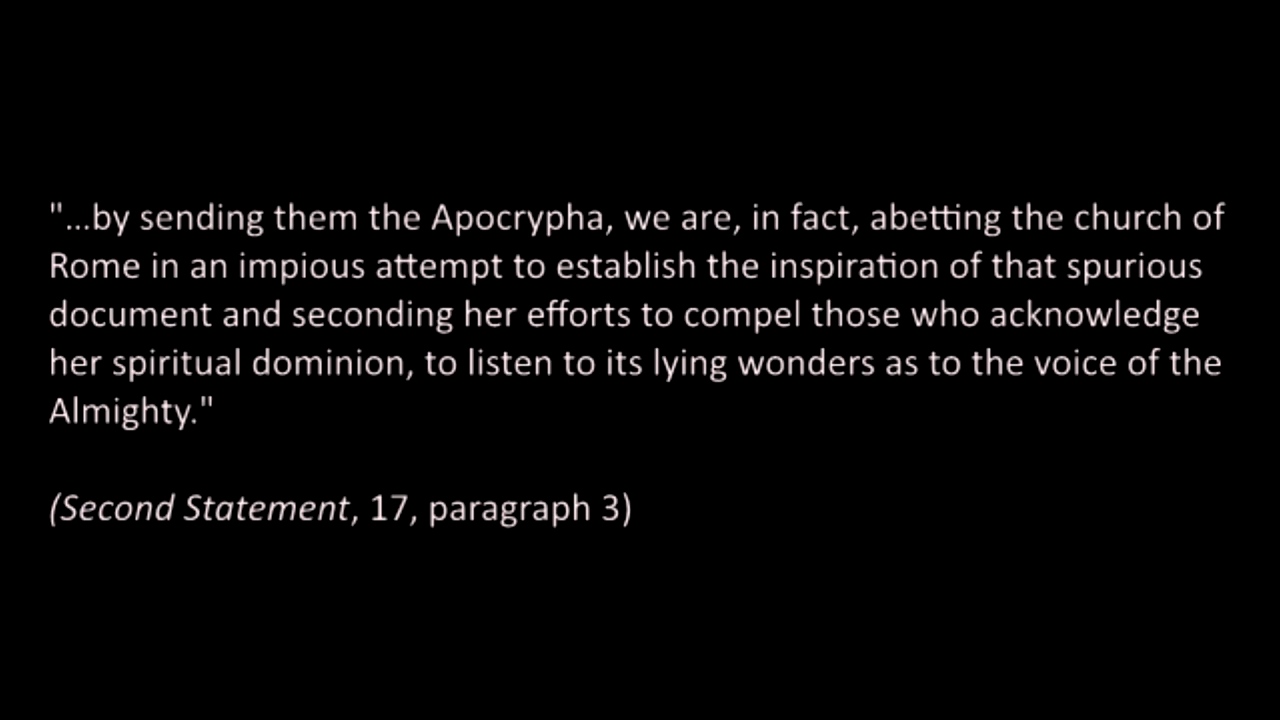 "...by sending them the Apocrypha, we are, in fact, abetting the church of
Rome in an impious attempt to establish the inspiration of that spurious
document and seconding her efforts to compel those who acknowledge
her spiritual dominion, to listen to its lying wonders as to the voice of the
Almighty."
(Second Statement, 17, paragraph 3)